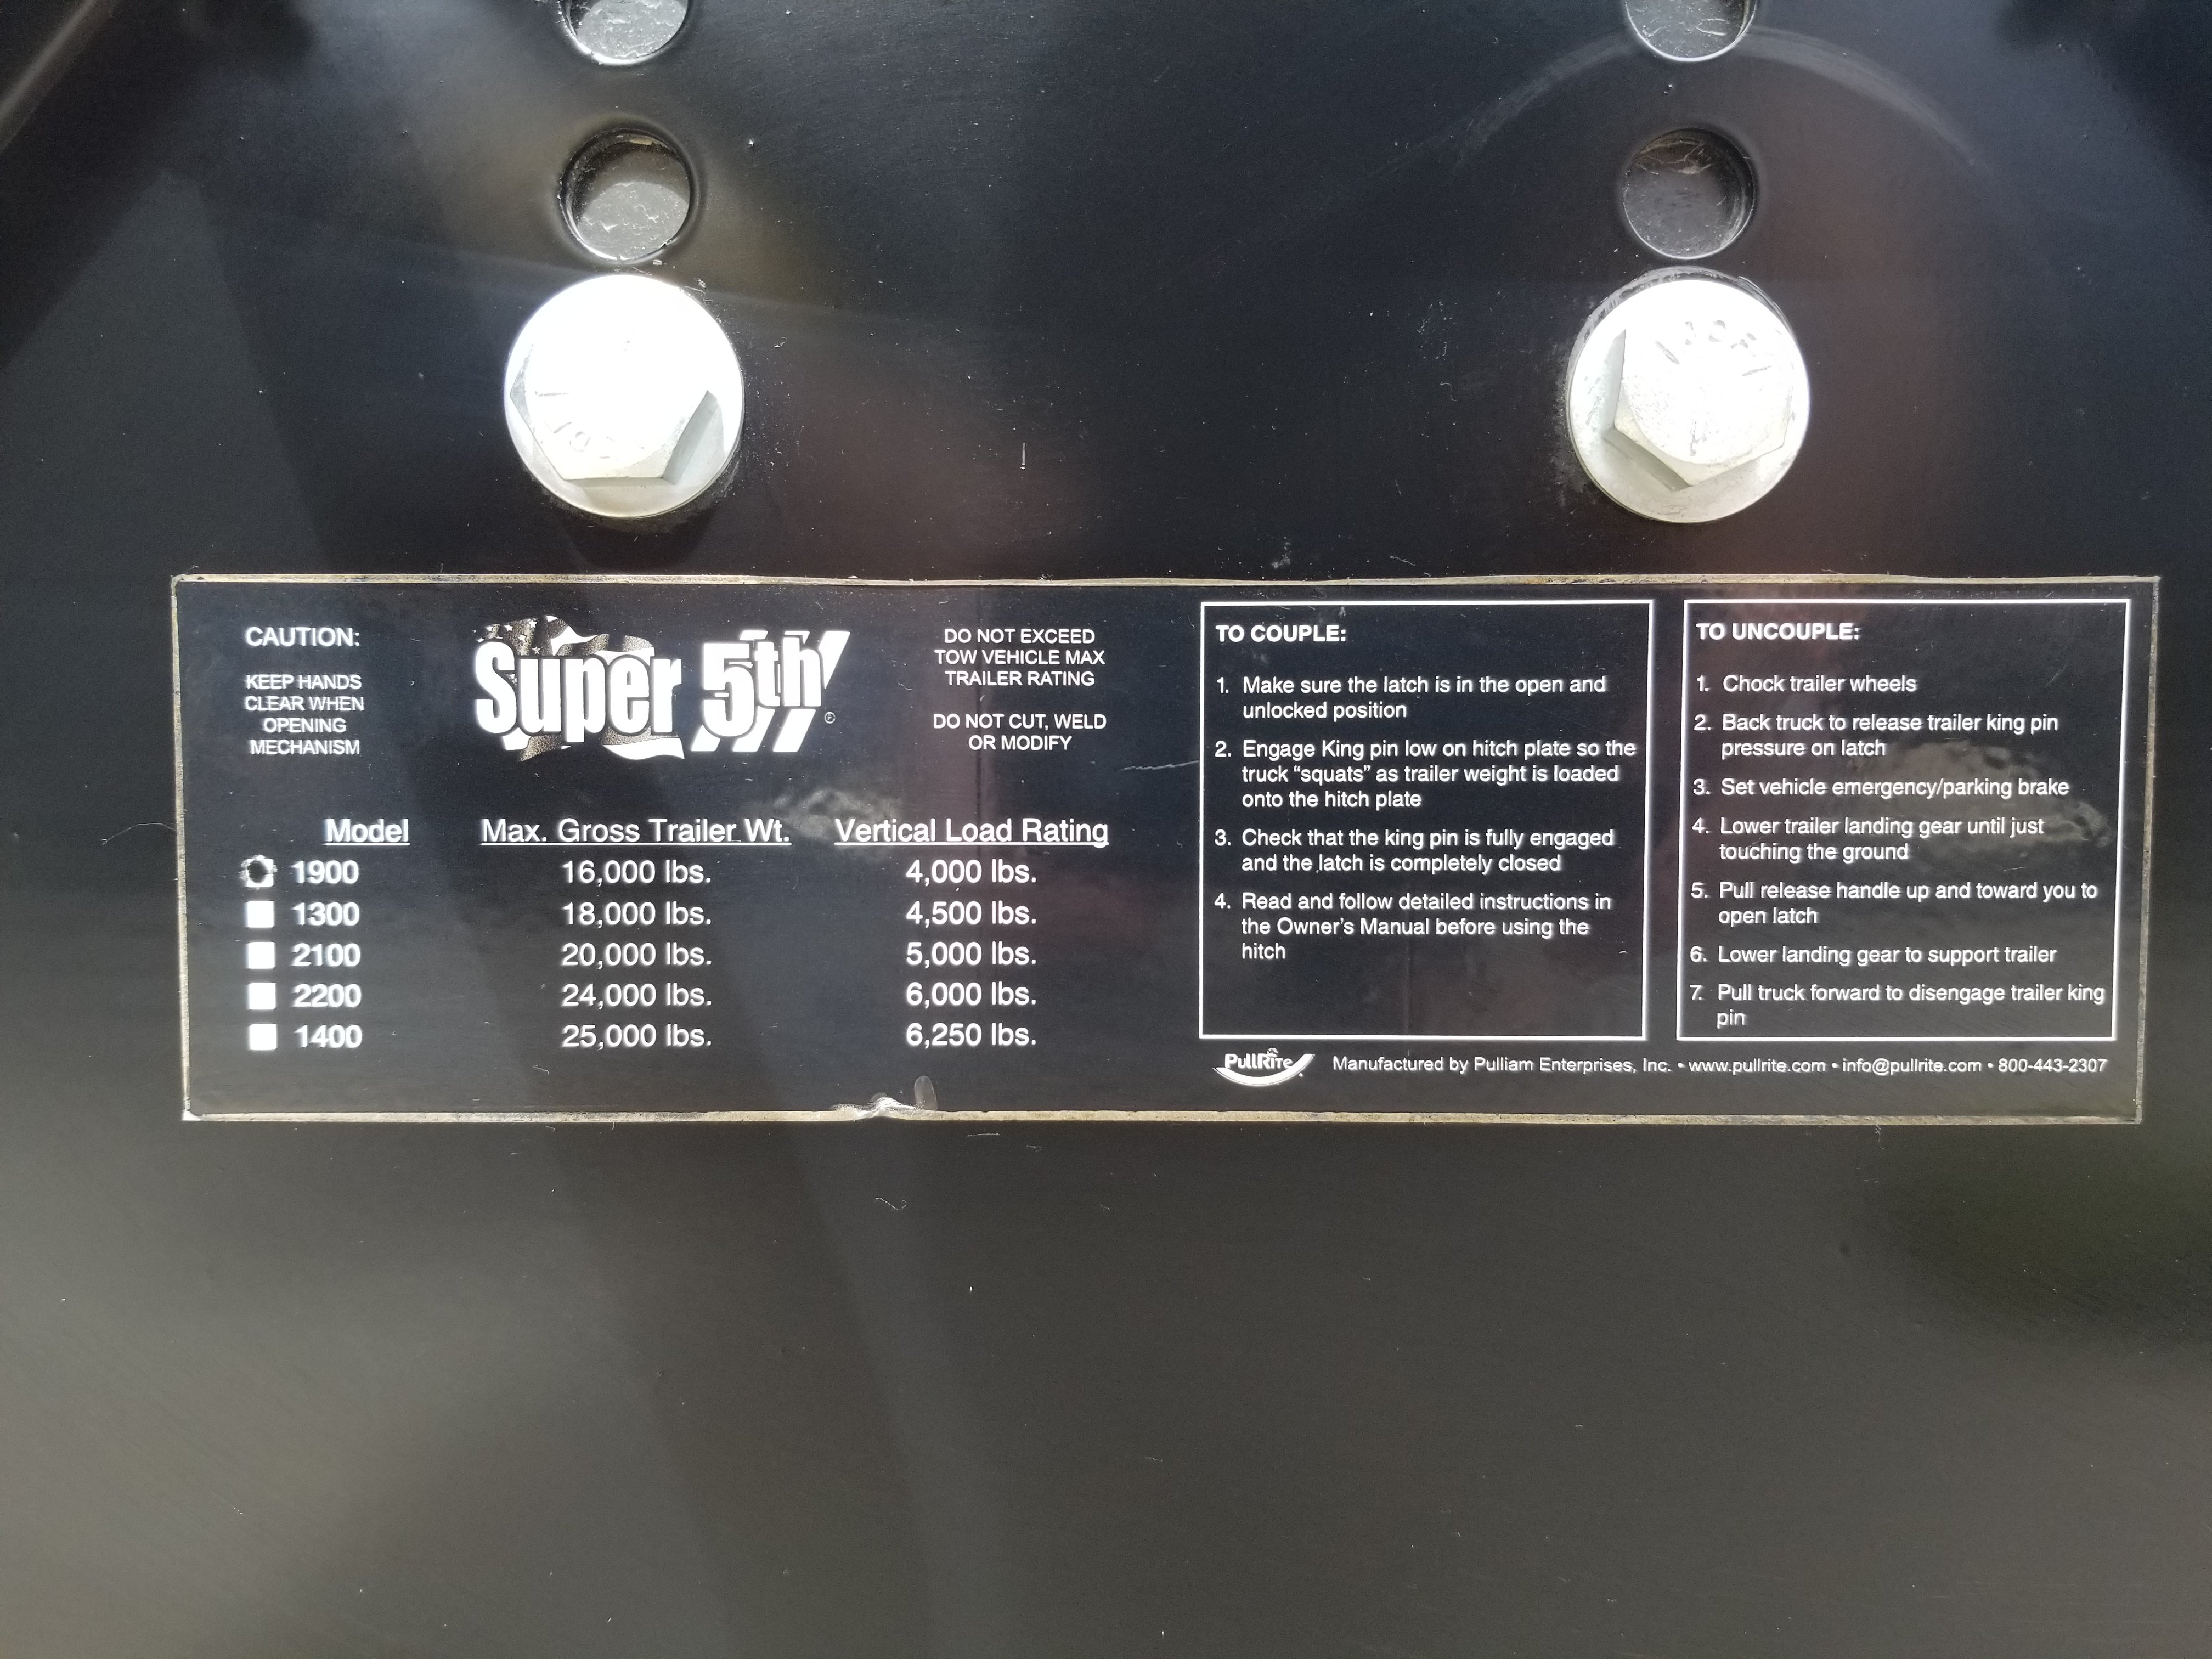 CAUTION:
KEEP HANDS
CLEAR WHEN
OPENING
MECHANISM
Super 5th
®
DO NOT EXCEED
TOW VEHICLE MAX
TRAILER RATING
DO NOT CUT, WELD
OR MODIFY
Model Max. Gross Trailer Wt. Vertical Load Rating
1900 16,000 lbs. 4,000 lbs.
1300 18,000 lbs. 4,500 lbs.
2100 20,000 lbs. 5,000 lbs.
2200 24,000 lbs. 6,000 lbs.
1400 25,000 lbs. 6,250 lbs.
TO COUPLE:
1. Make sure the latch is in the open and
unlocked position
2. Engage King pin low on hitch plate so the
truck “squats” as trailer weight is loaded
onto the hitch plate
3. Check that the king pin is fully engaged
and the latch is completely closed
4. Read and follow detailed instructions in
the Owner’s Manual before using the
hitch
TO UNCOUPLE:
1. Chock trailer wheels
2. Back truck to release trailer king pin
pressure on latch
3. Set vehicle emergency/parking brake
4. Lower trailer landing gear until just
touching the ground
5. Pull release handle up and toward you to
open latch
6. Lower landing gear to support trailer
7. Pull truck forward to disengage trailer king
pin
PullRite Manufactured by Pulliam Enterprises, Inc. • www.pullrite.com • info@pullrite.com • 800-443-2307